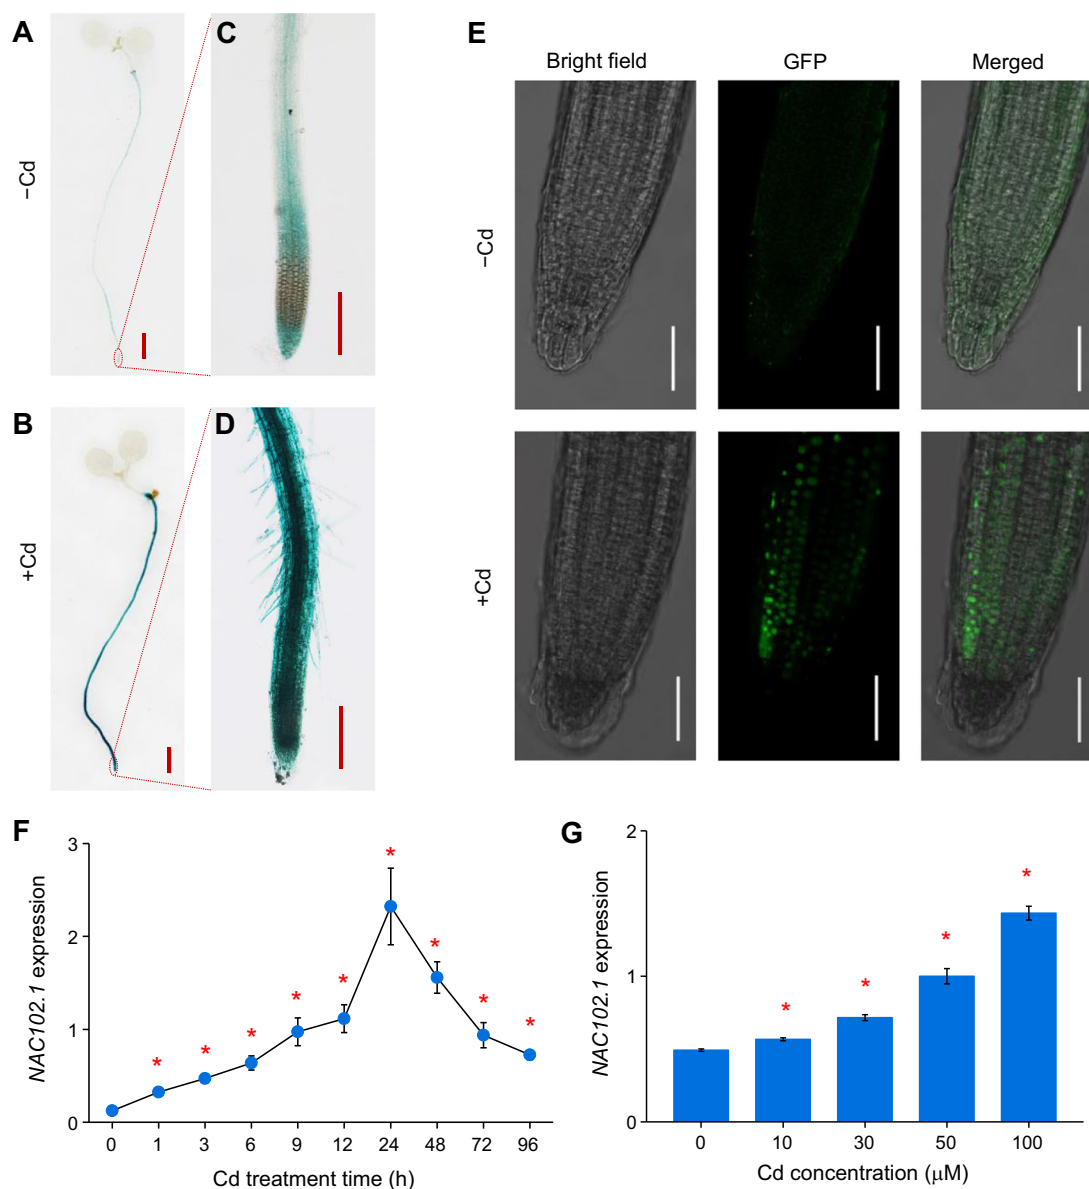 A
C
E
Bright field
GFP
Merged
−Cd
−Cd
B
D
+Cd
+Cd
F
G
NAC102.1 expression
3
2
1
0
*
*
*
*
*
*
*
*
*
0 1 3 6 9 12 24 48 72 96
Cd treatment time (h)
NAC102.1 expression
2
1
0
*
*
*
*
0 10 30 50 100
Cd concentration (μM)